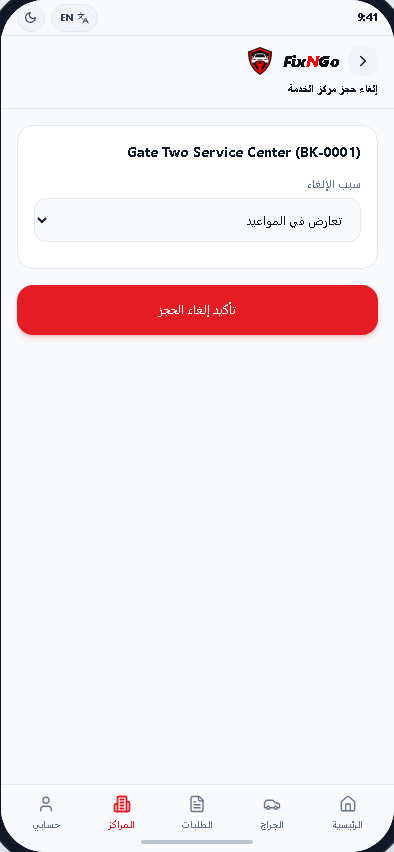 9:41
EN
FixNGo
إلغاء حجز مركز الخدمة
Gate Two Service Center (BK-0001)
سبب الإلغاء
تعارض في المواعيد
تأكيد إلغاء الحجز
الرئيسية
الجراج
الطلبات
المراكز
حسابي